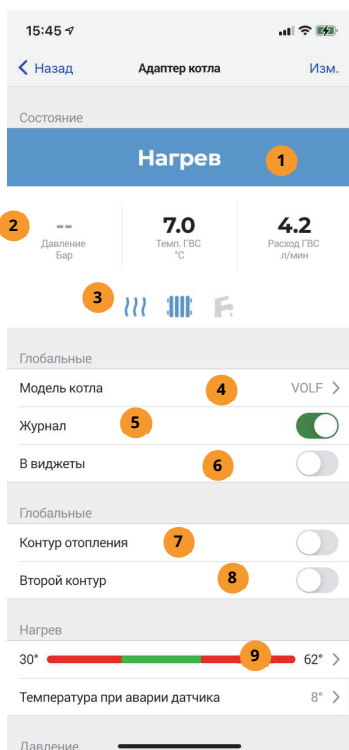 15:45
Назад Адаптер котла Изм.
Состояние
Нагрев 1
2 -- 7.0 4.2
Давление Темп. ГВС Расход ГВС
Бар °C л/мин
3
Глобальные
Модель котла 4 VOLF
Журнал 5
В виджеты 6
Глобальные
Контур отопления 7
Второй контур 8
Нагрев
30° 9 62°
Температура при аварии датчика 8°
Давление